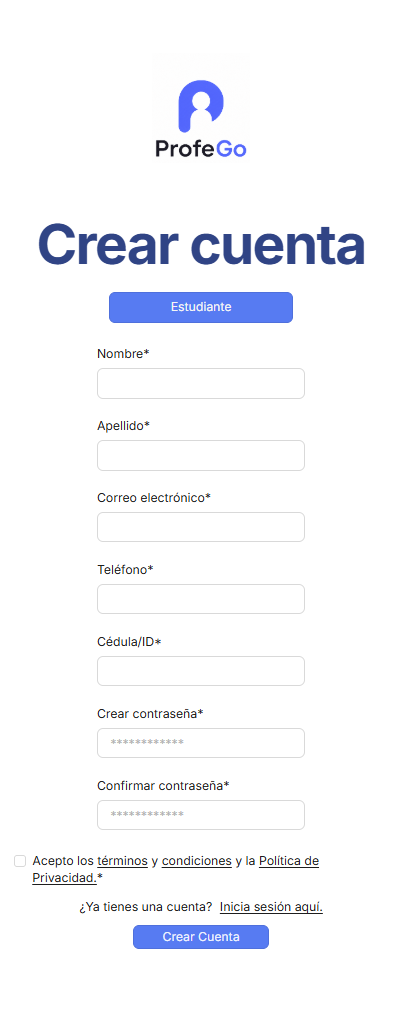 ProfeGo
Crear cuenta
Estudiante
Nombre*
Apellido*
Correo electrónico*
Teléfono*
Cédula/ID*
Crear contraseña*
************
Confirmar contraseña*
************
Acepto los términos y condiciones y la Política de
Privacidad.*
¿Ya tienes una cuenta? Inicia sesión aquí.
Crear Cuenta